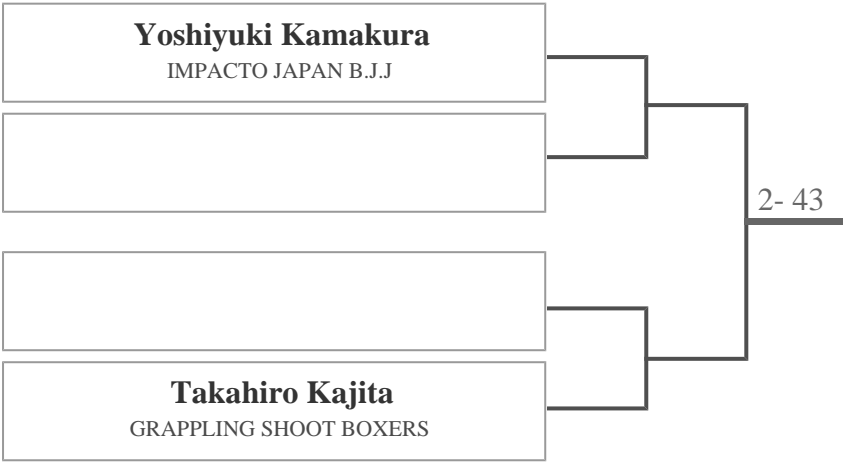 Yoshiyuki Kamakura
IMPACTO JAPAN B.J.J
2- 43
Takahiro Kajita
GRAPPLING SHOOT BOXERS